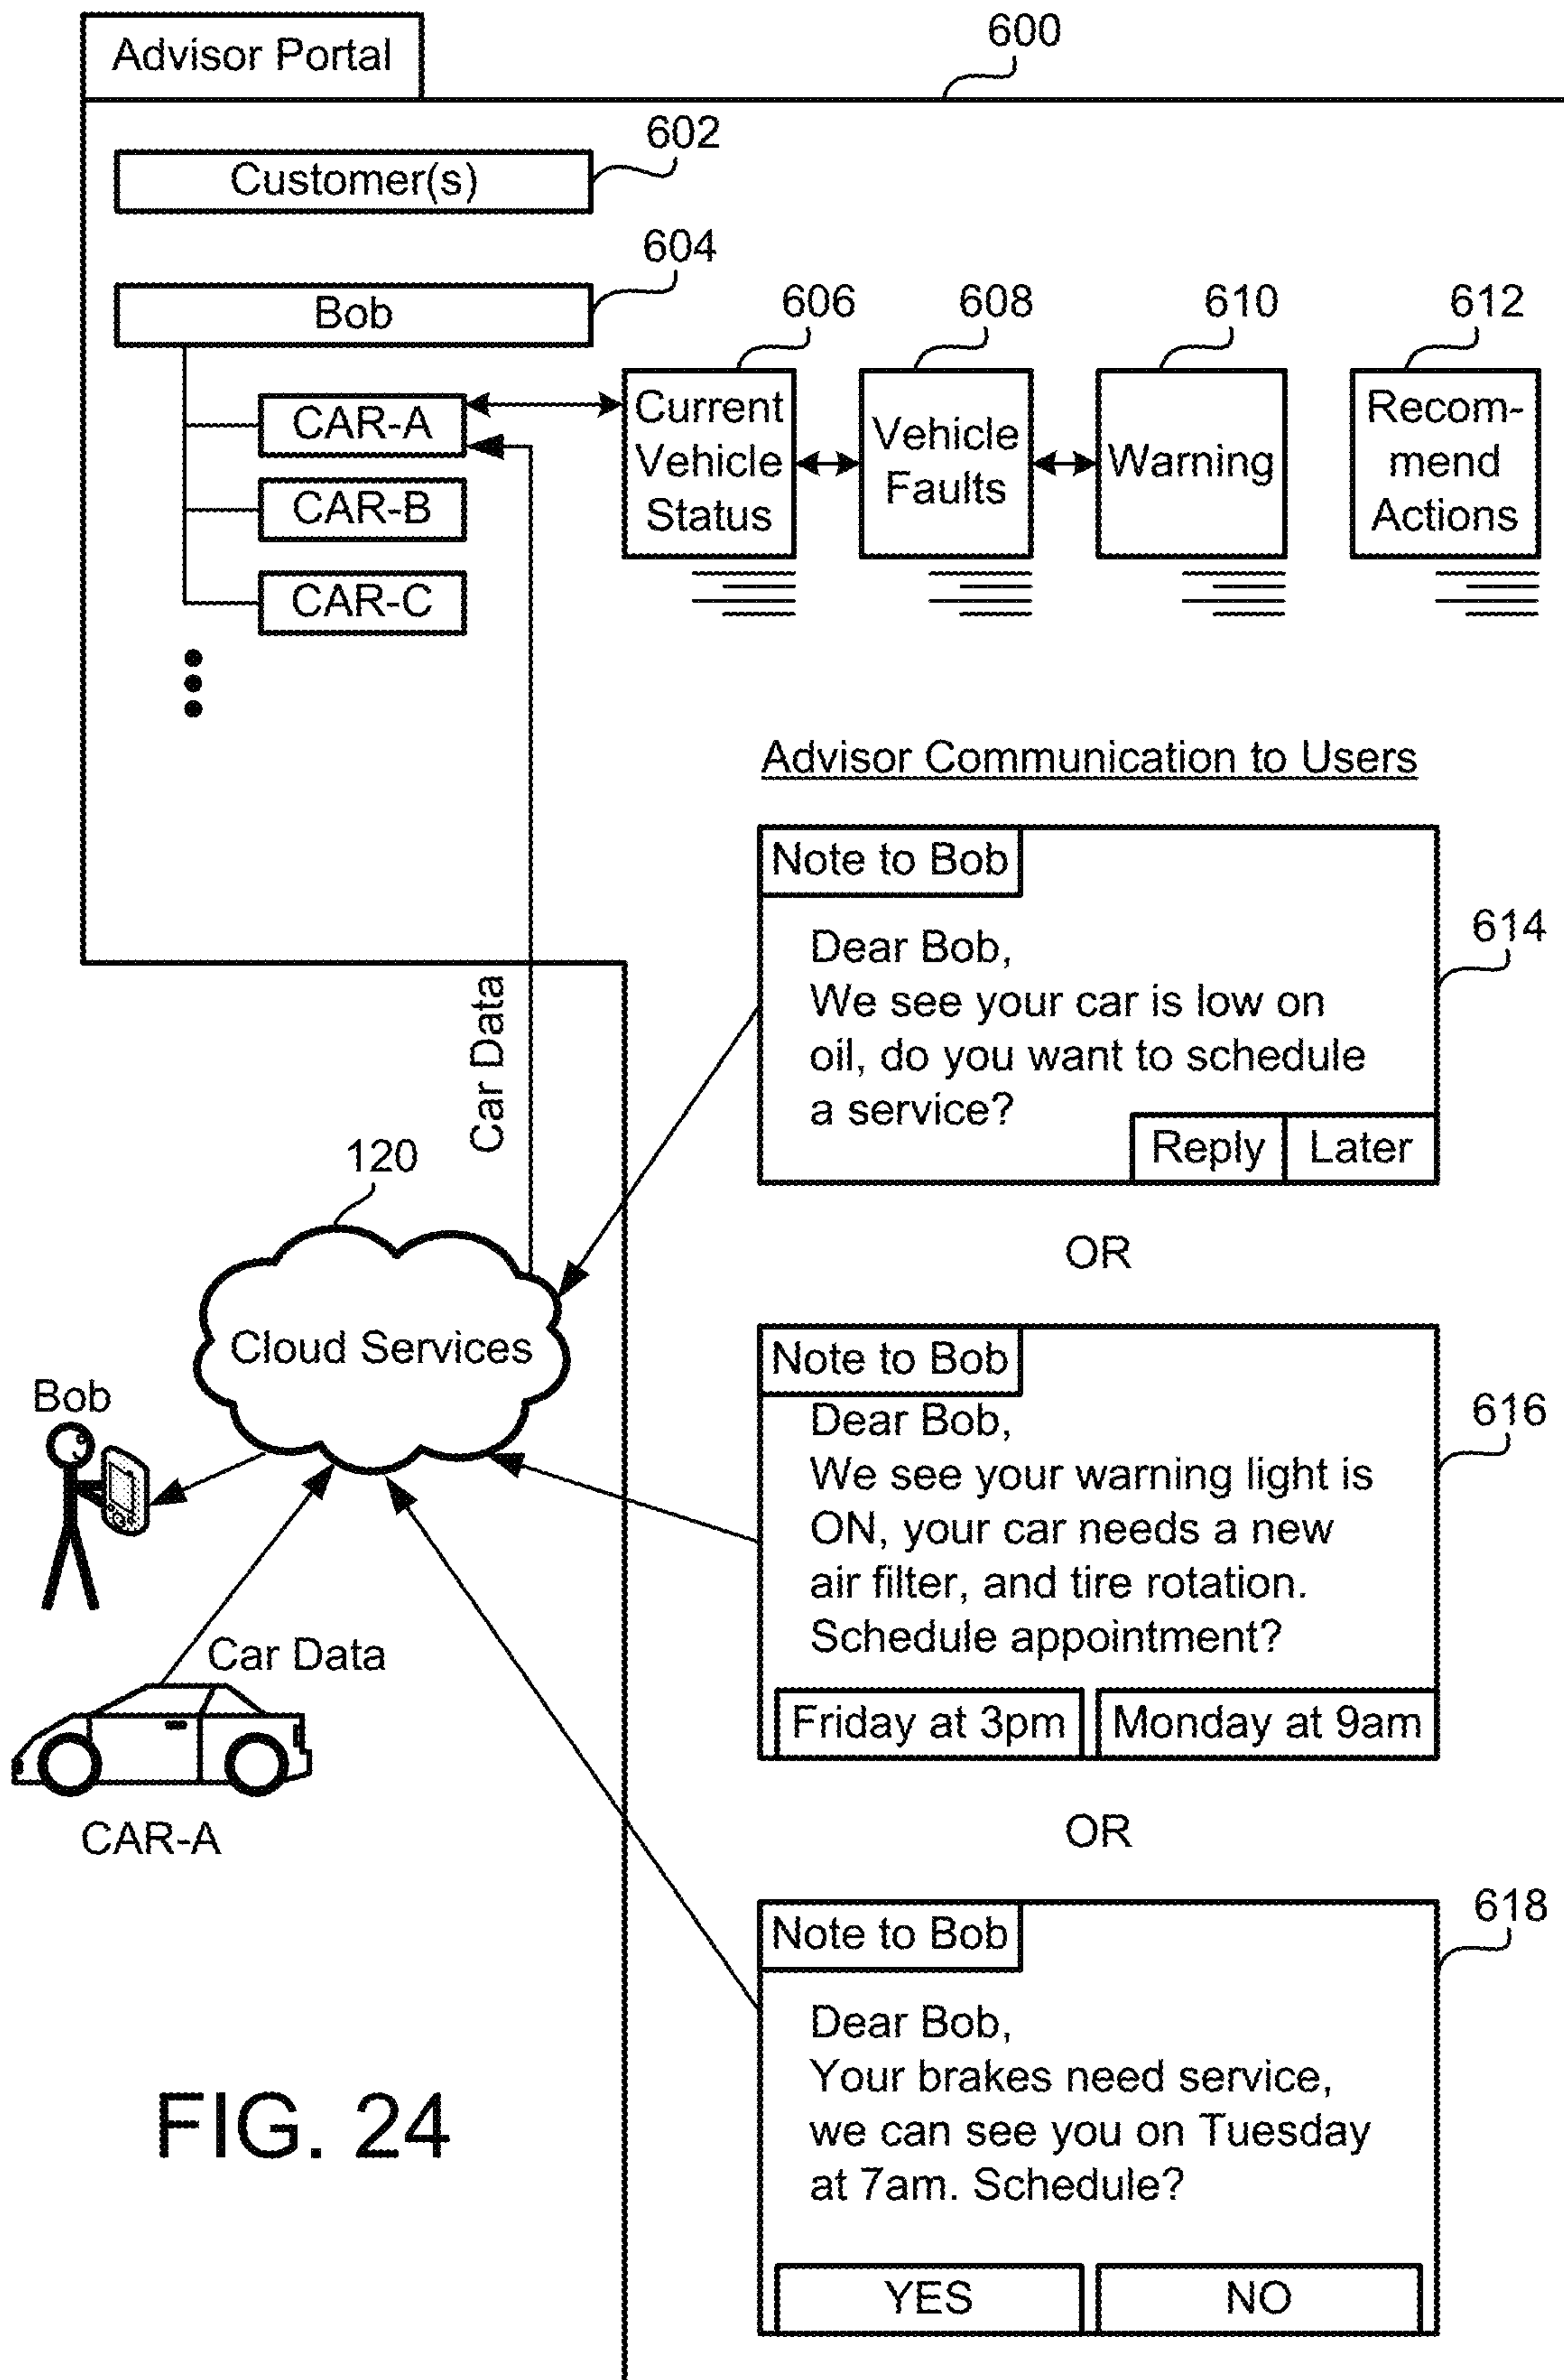 Advisor Portal
600
602
Customer(s)
604
Bob
606
608
610
612
CAR-A
CAR-B
CAR-C
Current
Vehicle
Status
Vehicle
Faults
Warning
Recom-
mend
Actions
Advisor Communication to Users
Note to Bob
614
Dear Bob,
We see your car is low on
oil, do you want to schedule
a service?
Reply
Later
Car Data
120
Cloud Services
OR
Note to Bob
616
Dear Bob,
We see your warning light is
ON, your car needs a new
air filter, and tire rotation.
Schedule appointment?
Friday at 3pm
Monday at 9am
Bob
Car Data
CAR-A
OR
Note to Bob
618
Dear Bob,
Your brakes need service,
we can see you on Tuesday
at 7am. Schedule?
YES
NO
FIG. 24